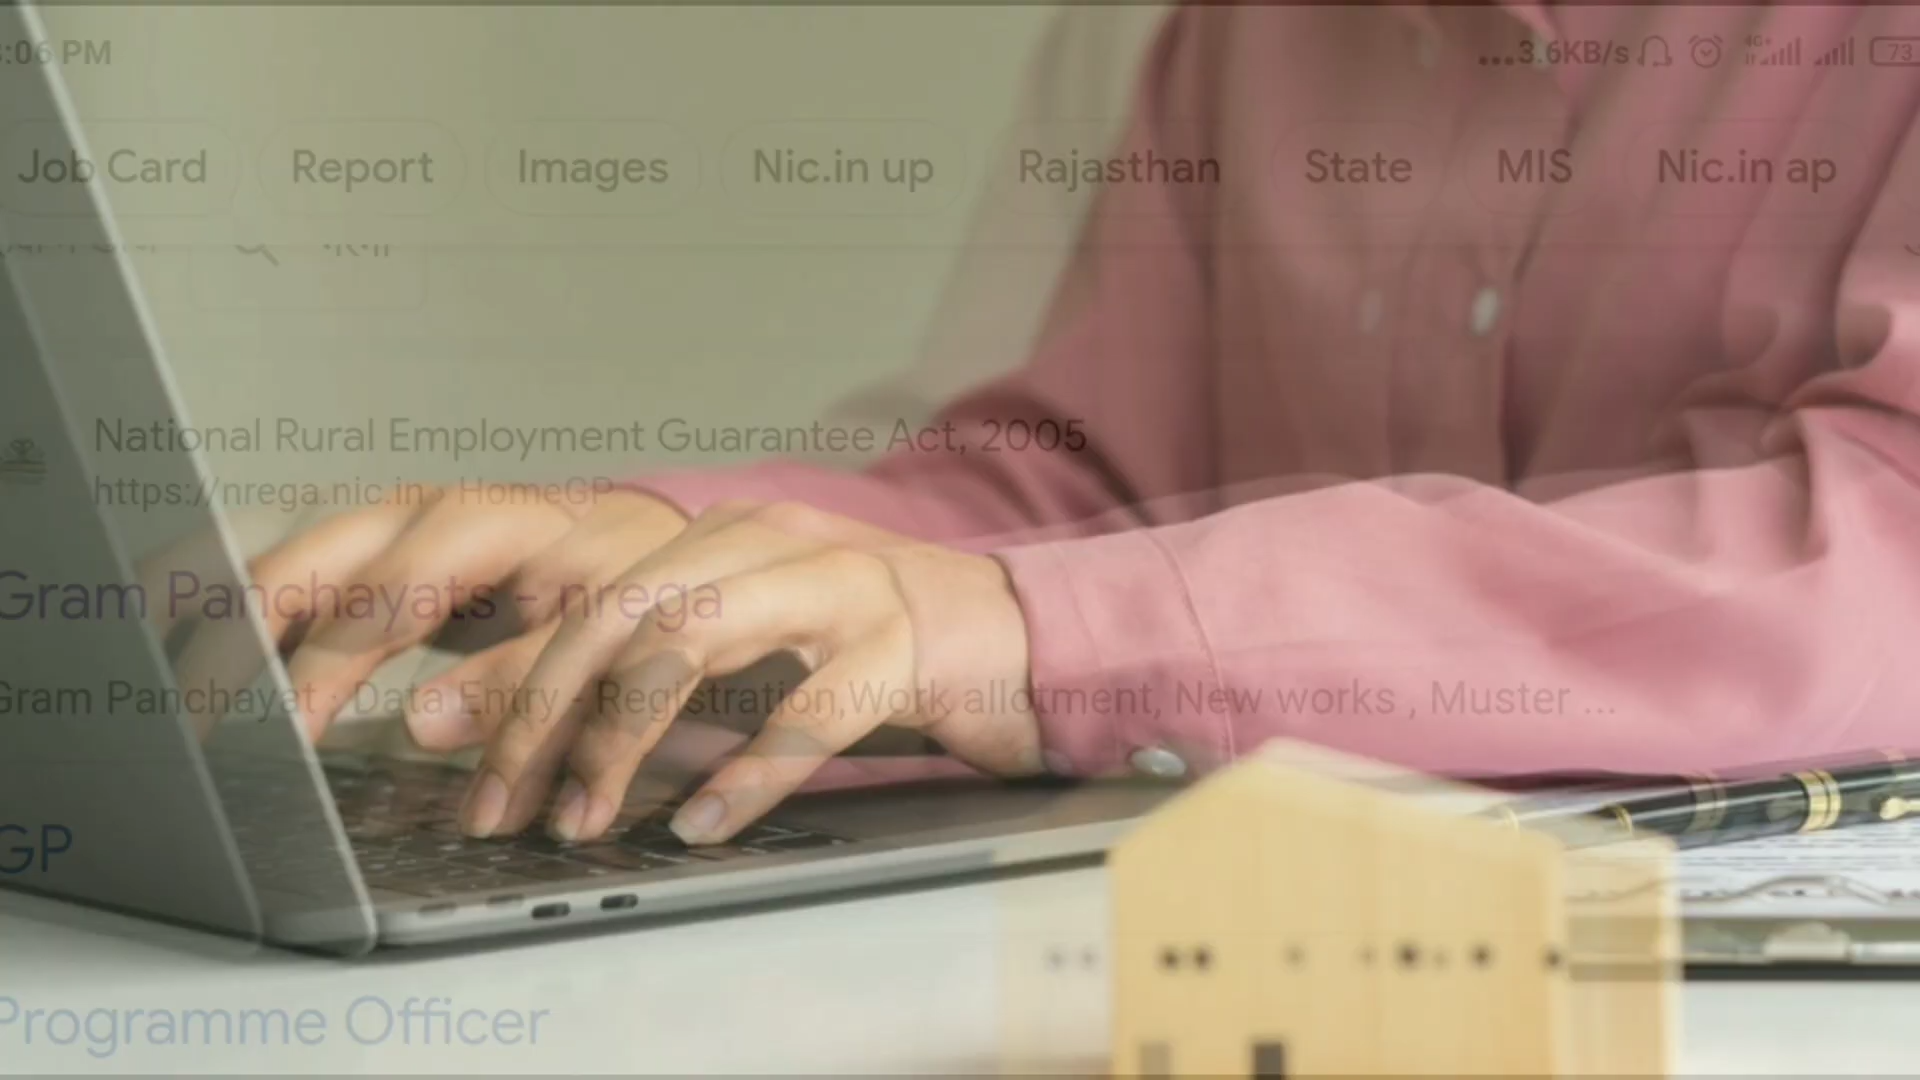 :06 PM
...3.6KB/s 4G+ 73
Job Card Report Images Nic.in up Rajasthan State MIS Nic.in ap
National Rural Employment Guarantee Act, 2005
https://nrega.nic.in › HomeGP
Gram Panchayats - nrega
Gram Panchayat · Data Entry - Registration,Work allotment, New works , Muster ...
GP
Programme Officer